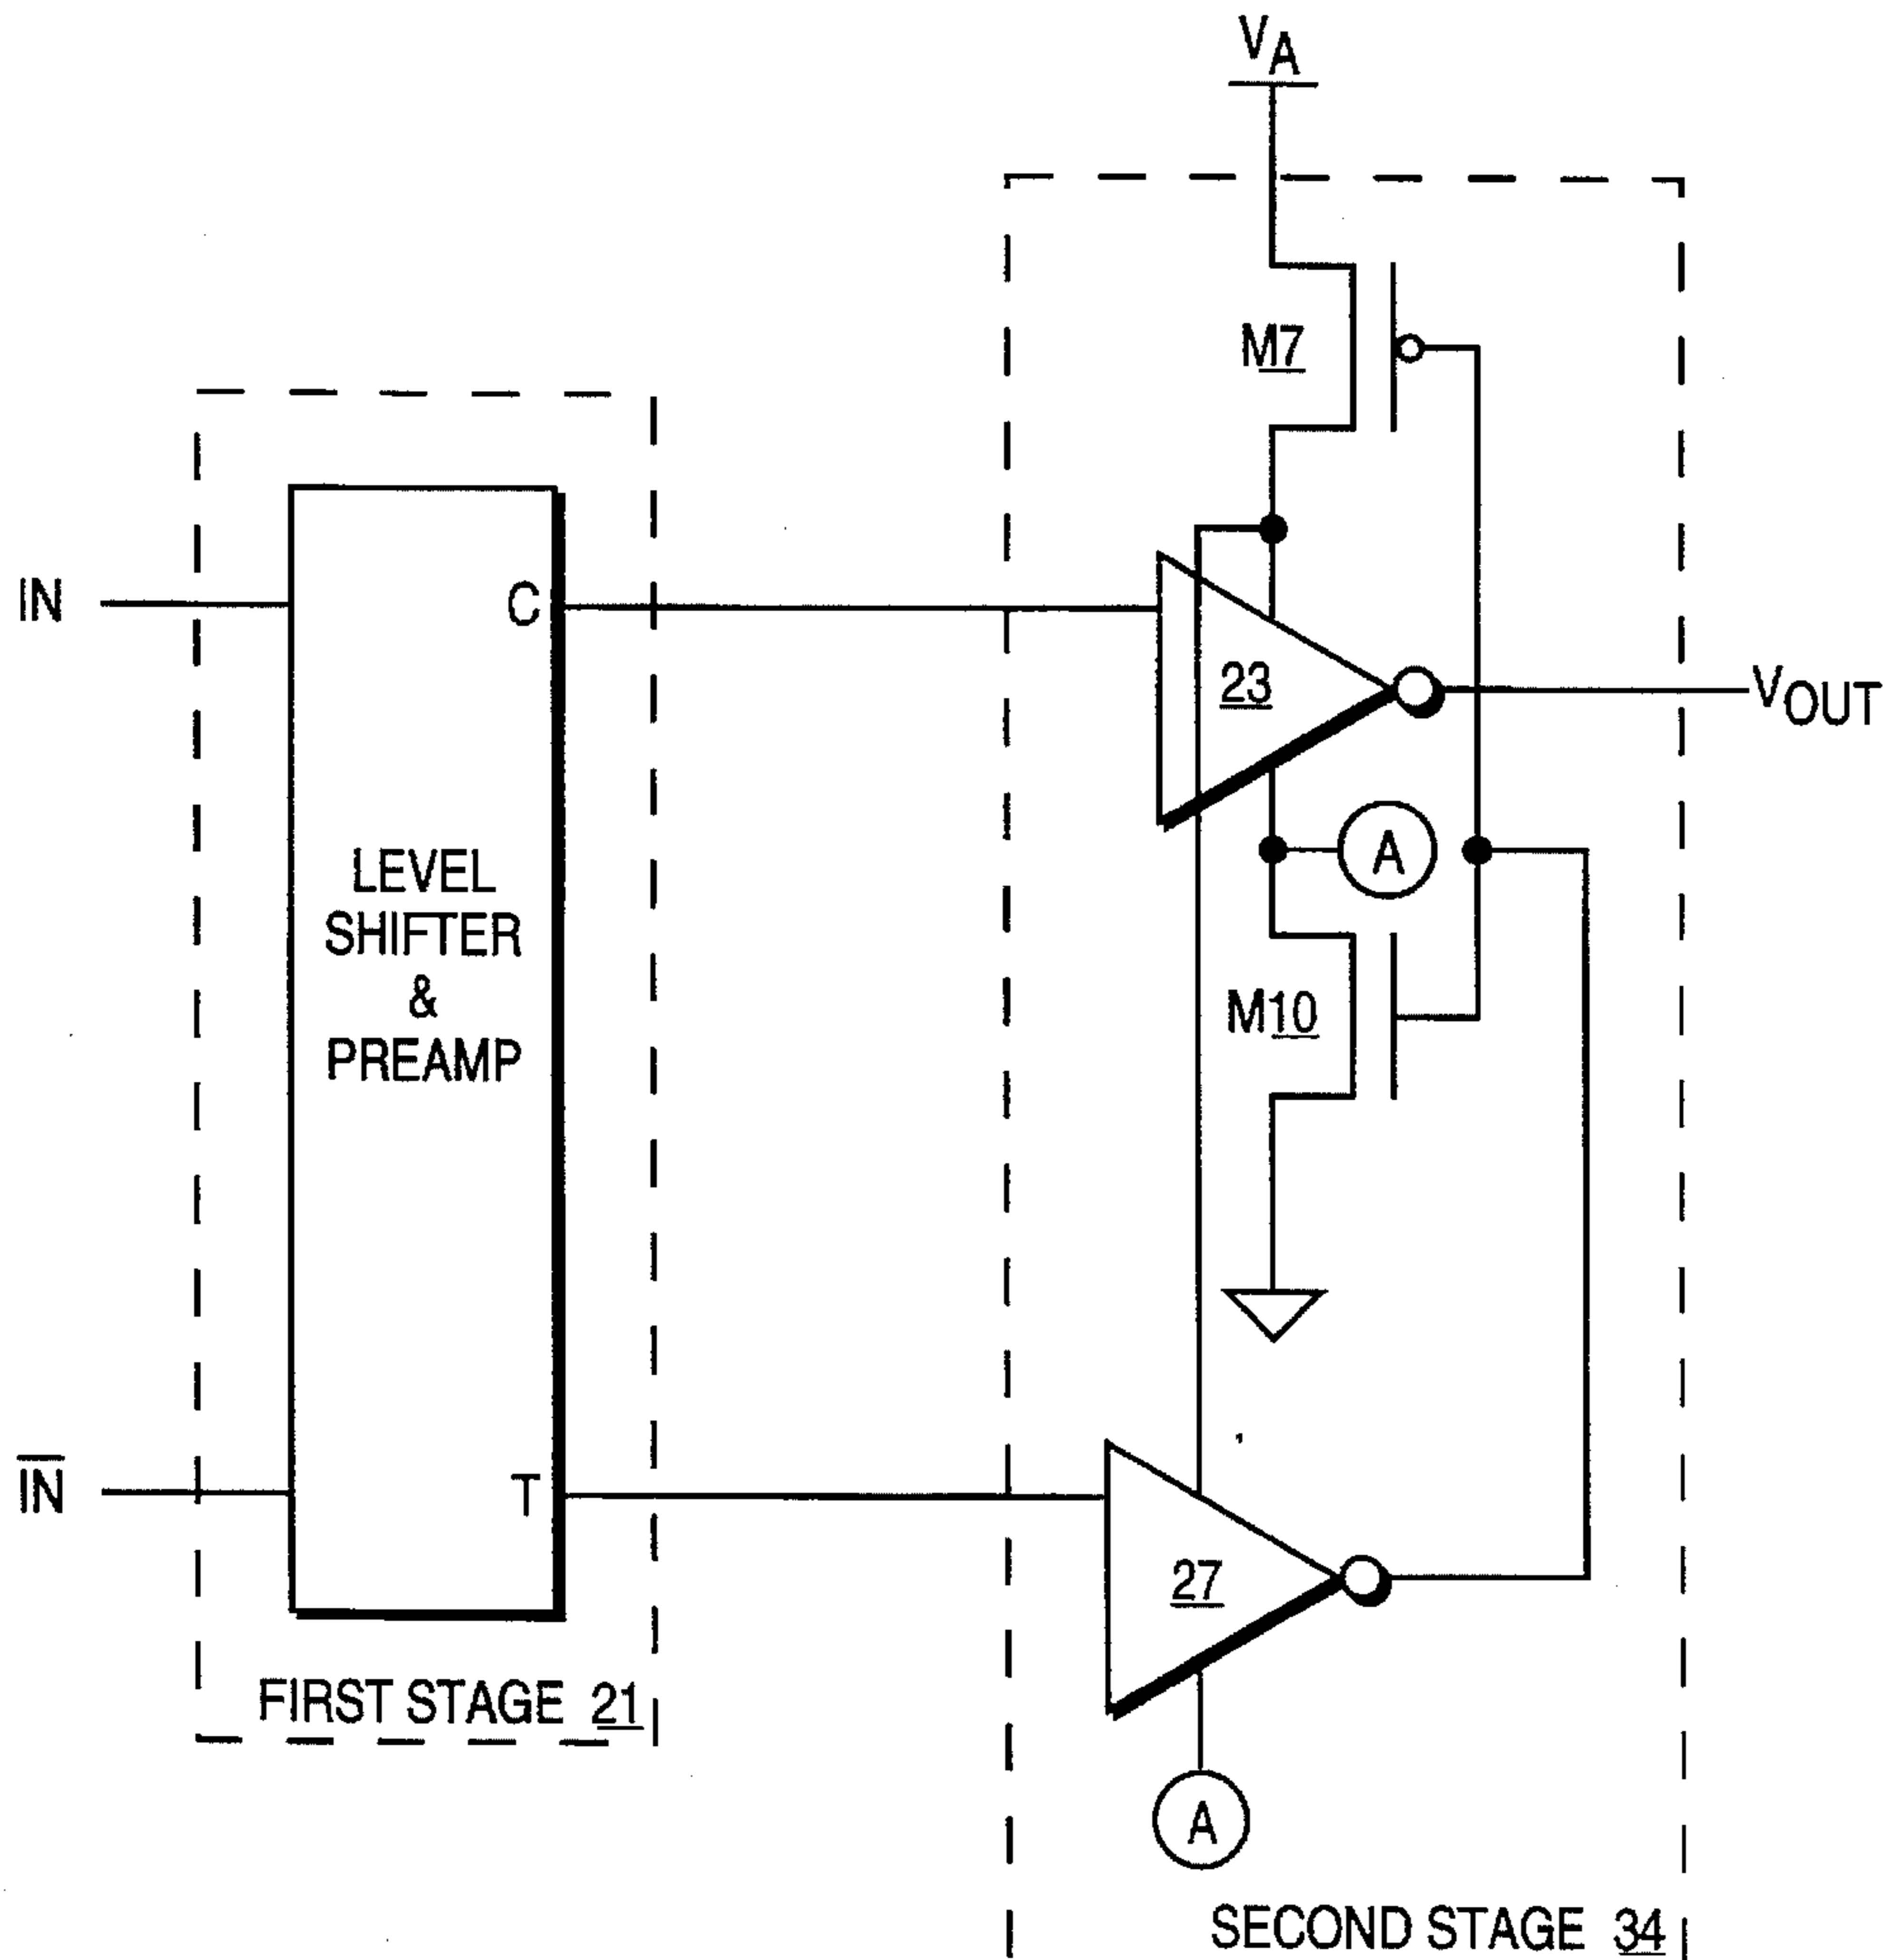 VA
M7
IN
C
23
VOUT
A
LEVEL
SHIFTER
&
PREAMP
M10
IN
T
27
FIRST STAGE 21
A
SECOND STAGE 34